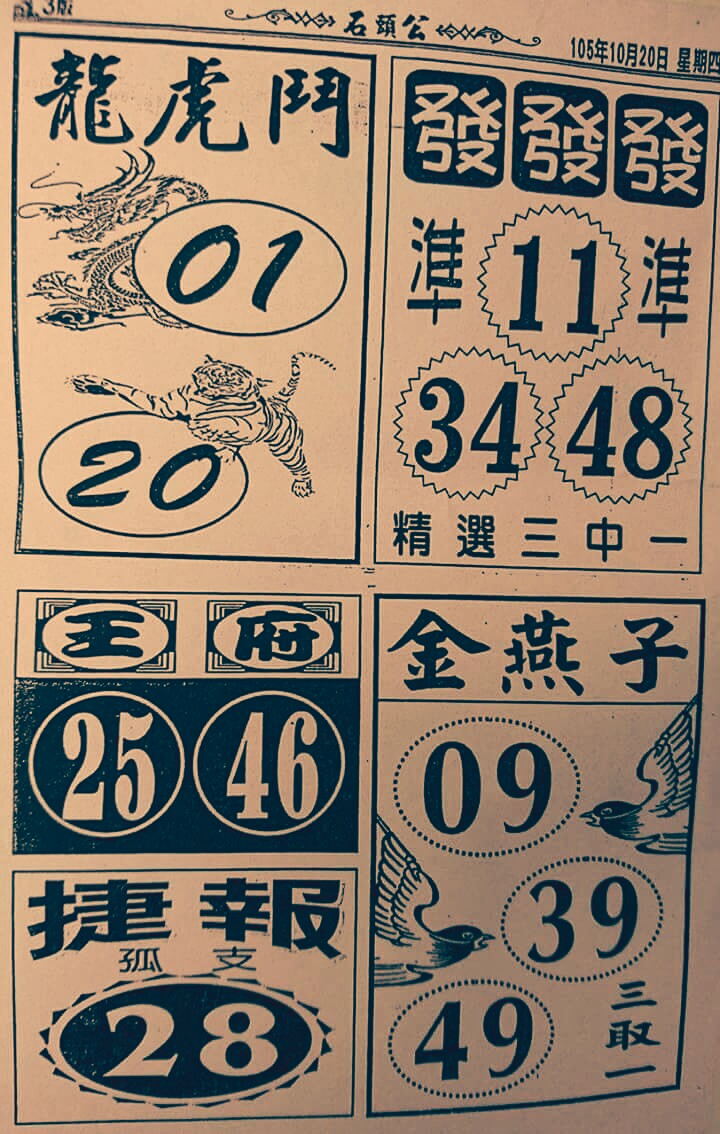 石頭公
105年10月20日 星期四
龍虎鬥
01
20
發發發
準 11 準
34 48
精選三中一
王府
25 46
捷報
孤支
28
金燕子
09
39
49
三取一